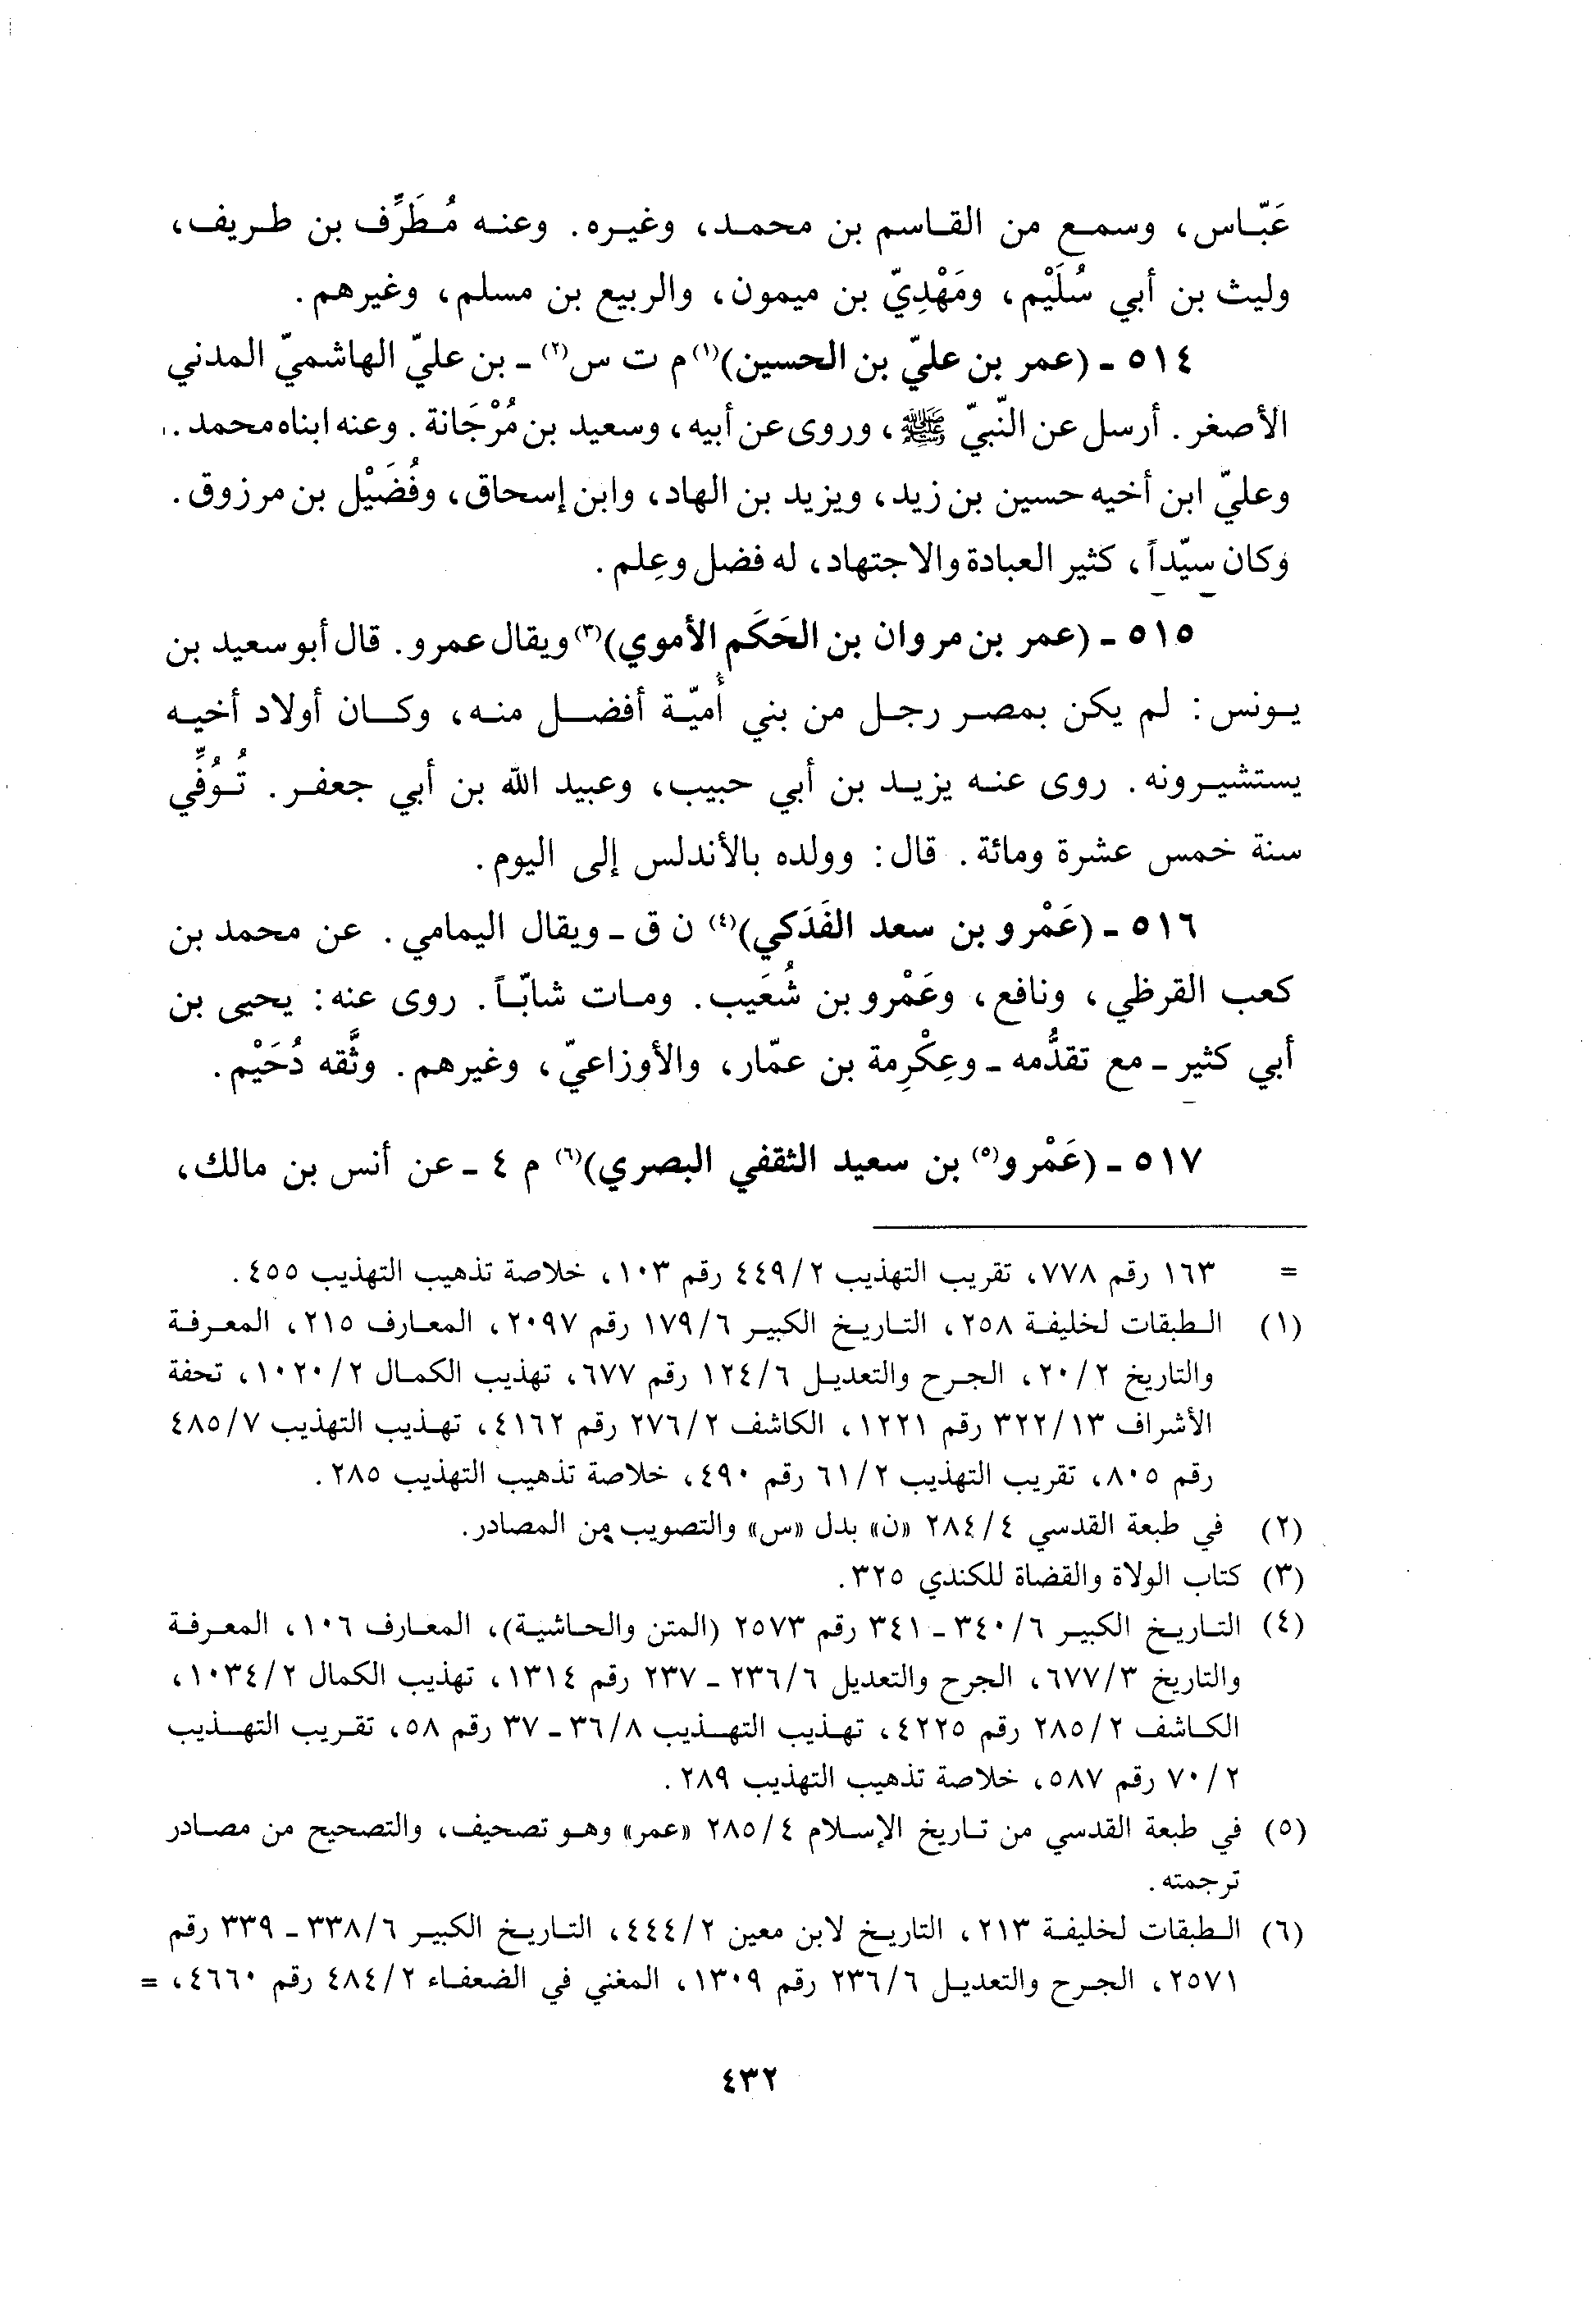 عَبّاس، وسمع من القاسم بن محمد، وغيره. وعنه مُطَرِّف بن طريف،
وليث بن أبي سُلَيْم، ومَهْدِيّ بن ميمون، والربيع بن مسلم، وغيرهم.
٥١٤ ـ (عمر بن عليّ بن الحسين)(١) م ت س(٢) ـ بن عليّ الهاشميّ المدني
الأصغر. أرسل عن النّبيّ ﷺ، وروى عن أبيه، وسعيد بن مُرْجَانة. وعنه ابناه محمد..
وعليّ ابن أخيه حسين بن زيد، ويزيد بن الهاد، وابن إسحاق، وفُضَيْل بن مرزوق.
وكان سيّداً، كثير العبادة والاجتهاد، له فضل وعِلم.
٥١٥ ـ (عمر بن مروان بن الحَكَم الأموي)(٣) ويقال عمرو. قال أبو سعيد بن
يونس: لم يكن بمصر رجل من بني أُميّة أفضل منه، وكان أولاد أخيه
يستشيرونه. روى عنه يزيد بن أبي حبيب، وعبيد الله بن أبي جعفر. تُوُفِّي
سنة خمس عشرة ومائة. قال: وولده بالأندلس إلى اليوم.
٥١٦ ـ (عَمْرو بن سعد الفَدَكي)(٤) ن ق ـ ويقال اليمامي. عن محمد بن
كعب القرظي، ونافع، وعَمْرو بن شُعَيب. ومات شابّاً. روى عنه: يحيى بن
أبي كثير ـ مع تقدُّمه ـ وعِكْرِمة بن عمّار، والأوزاعيّ، وغيرهم. وثَّقه دُحَيْم.
٥١٧ ـ (عَمْرو(٥) بن سعيد الثقفي البصري)(٦) م ٤ ـ عن أنس بن مالك،
= ١٦٣ رقم ٧٧٨، تقريب التهذيب ٤٤٩/٢ رقم ١٠٣، خلاصة تذهيب التهذيب ٤٥٥.
(١) الطبقات لخليفة ٢٥٨، التاريخ الكبير ١٧٩/٦ رقم ٢٠٩٧، المعارف ٢١٥، المعرفة
والتاريخ ٢٠/٢، الجرح والتعديل ١٢٤/٦ رقم ٦٧٧، تهذيب الكمال ١٠٢٠/٢، تحفة
الأشراف ٣٢٢/١٣ رقم ١٢٢١، الكاشف ٢٧٦/٢ رقم ٤١٦٢، تهذيب التهذيب ٤٨٥/٧
رقم ٨٠٥، تقريب التهذيب ٦١/٢ رقم ٤٩٠، خلاصة تذهيب التهذيب ٢٨٥.
(٢) في طبعة القدسي ٢٨٤/٤ «ن» بدل «س» والتصويب من المصادر.
(٣) كتاب الولاة والقضاة للكندي ٣٢٥.
(٤) التاريخ الكبير ٣٤٠/٦ ـ ٣٤١ رقم ٢٥٧٣ (المتن والحاشية)، المعارف ١٠٦، المعرفة
والتاريخ ٦٧٧/٣، الجرح والتعديل ٢٣٦/٦ ـ ٢٣٧ رقم ١٣١٤، تهذيب الكمال ١٠٣٤/٢،
الكاشف ٢٨٥/٢ رقم ٤٢٢٥، تهذيب التهذيب ٣٦/٨ ـ ٣٧ رقم ٥٨، تقريب التهذيب
٧٠/٢ رقم ٥٨٧، خلاصة تذهيب التهذيب ٢٨٩.
(٥) في طبعة القدسي من تاريخ الإسلام ٢٨٥/٤ «عمر» وهو تصحيف، والتصحيح من مصادر
ترجمته.
(٦) الطبقات لخليفة ٢١٣، التاريخ لابن معين ٤٤٤/٢، التاريخ الكبير ٣٣٨/٦ ـ ٣٣٩ رقم
٢٥٧١، الجرح والتعديل ٢٣٦/٦ رقم ١٣٠٩، المغني في الضعفاء ٤٨٤/٢ رقم ٤٦٦٠، =
٤٣٢